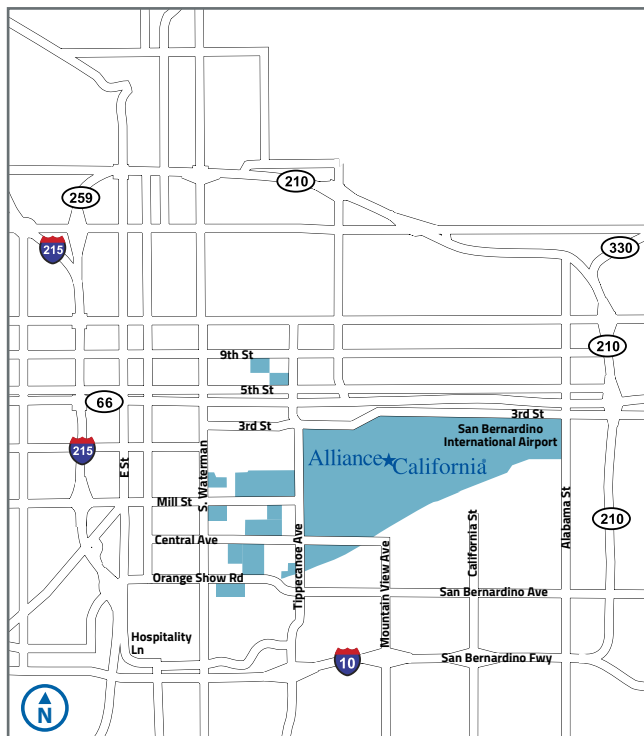 210
259
330
215
210
9th St
5th St
66
3rd St
3rd St
San Bernardino
International Airport
215
Alliance California®
E St
S. Waterman
Mill St
Alabama St
210
California St
Central Ave
Tippecanoe Ave
Mountain View Ave
Orange Show Rd
San Bernardino Ave
Hospitality
Ln
10
San Bernardino Fwy
N